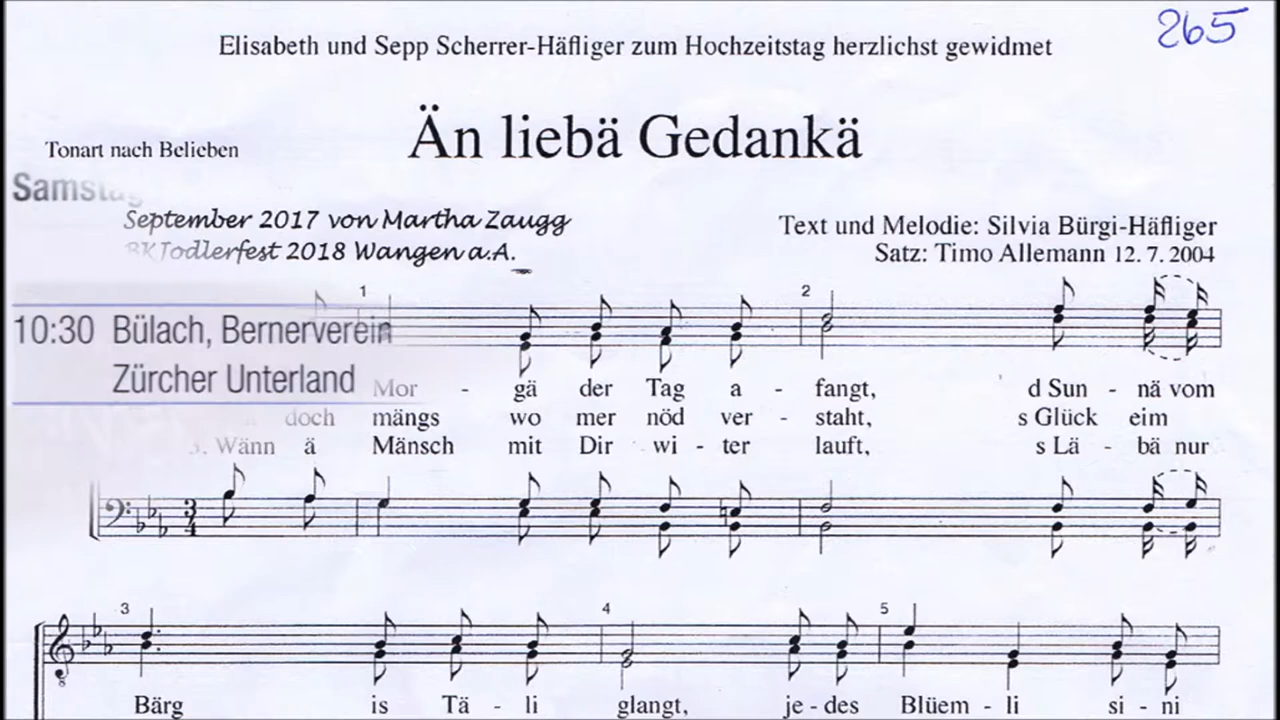 265
Elisabeth und Sepp Scherrer-Häfliger zum Hochzeitstag herzlichst gewidmet
Än liebä Gedankä
Tonart nach Belieben
Samstag
September 2017 von Martha Zaugg
BKJodlerfest 2018 Wangen a.A.
Text und Melodie: Silvia Bürgi-Häfliger
Satz: Timo Allemann 12.7.2004
1 2
10:30 Bülach, Bernerverein
Zürcher Unterland
Mor - gä der Tag a - fangt, d Sun - nä vom
doch mängs wo mer nöd ver - staht, s Glück eim
3. Wänn ä Mänsch mit Dir wi - ter lauft, s Lä - bä nur
3 4
3 4 5
Bärg is Tä - li glangt, je - des Blüem - li si - ni